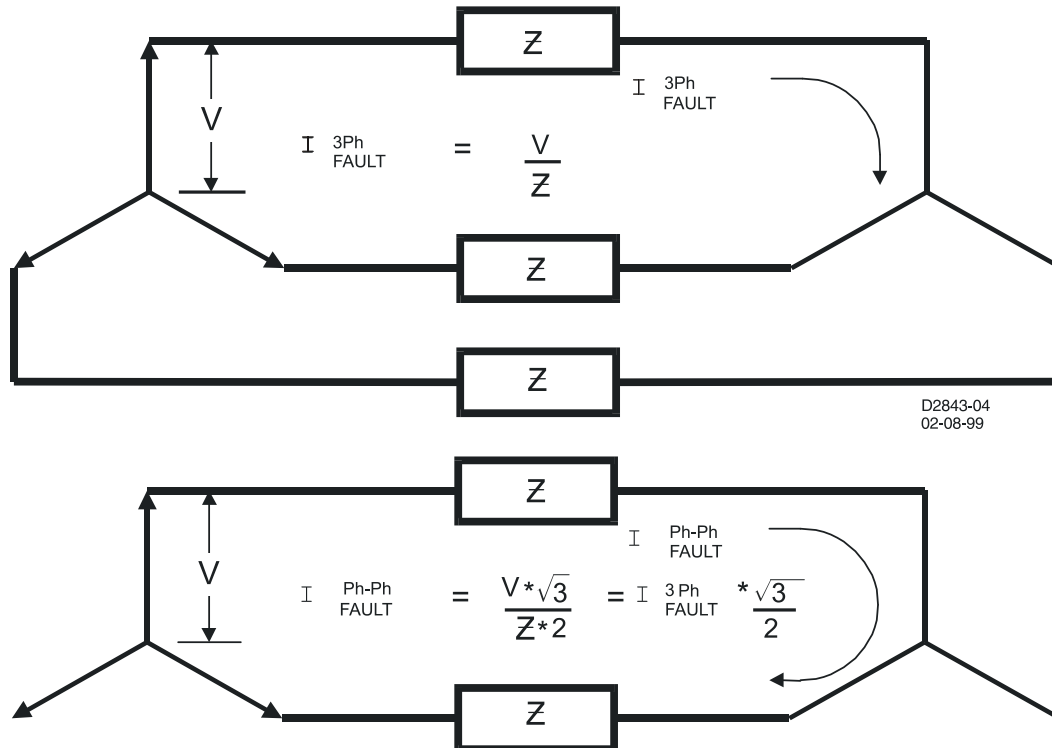 Z
I 3Ph
FAULT
V
I 3Ph
FAULT = V
Z
Z
Z
D2843-04
02-08-99
Z
I Ph-Ph
FAULT
V
I Ph-Ph
FAULT = V*√3
Z*2 = I 3 Ph
FAULT *√3
2
Z